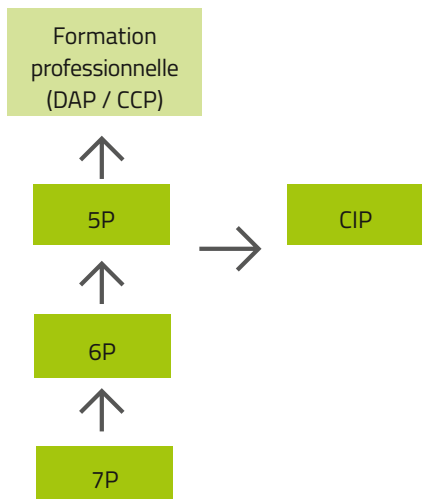 Formation
professionnelle
(DAP / CCP)
5P
CIP
6P
7P